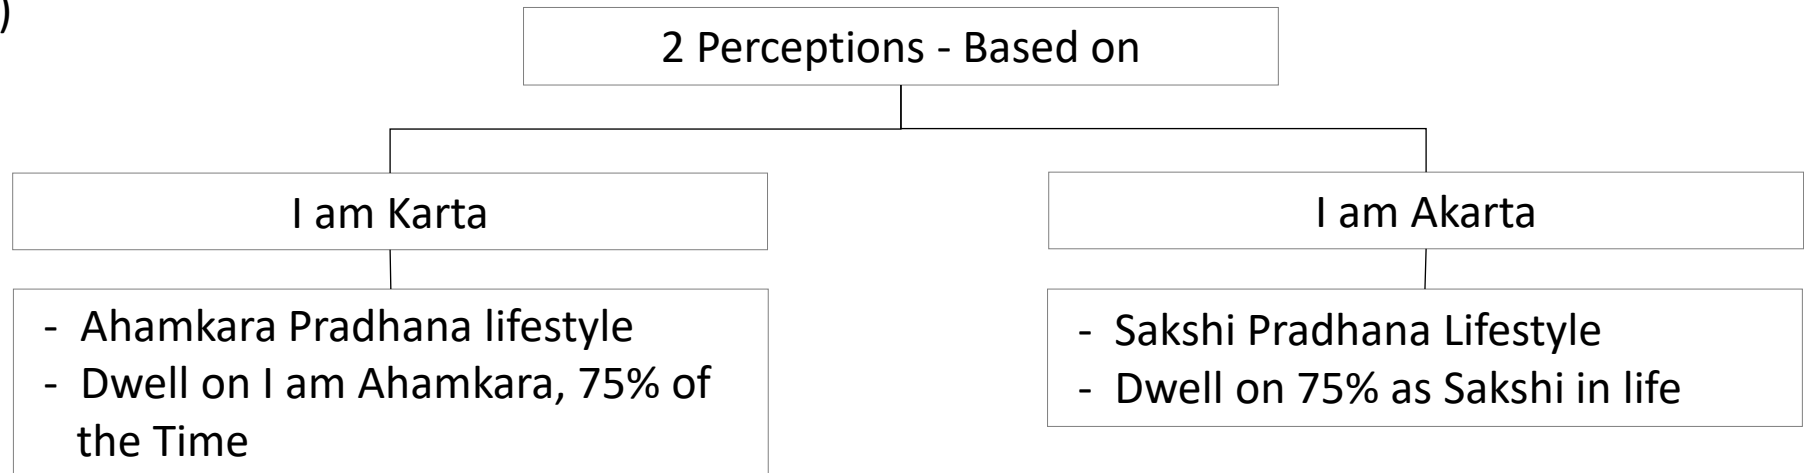 )
2 Perceptions - Based on
I am Karta
I am Akarta
- Ahamkara Pradhana lifestyle
- Dwell on I am Ahamkara, 75% of
the Time
- Sakshi Pradhana Lifestyle
- Dwell on 75% as Sakshi in life